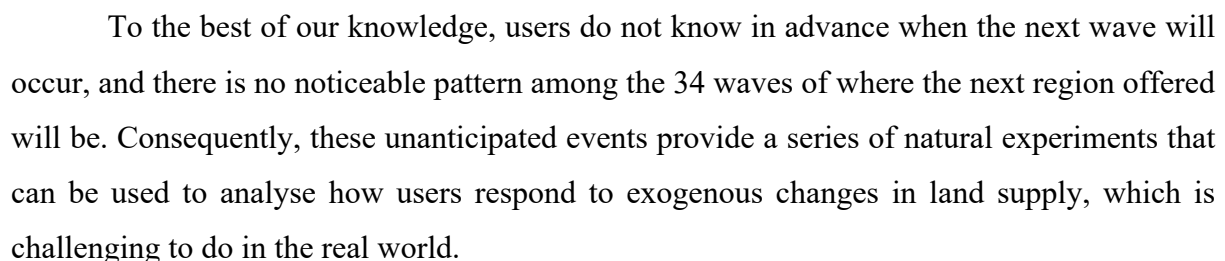 To the best of our knowledge, users do not know in advance when the next wave will
occur, and there is no noticeable pattern among the 34 waves of where the next region offered
will be. Consequently, these unanticipated events provide a series of natural experiments that
can be used to analyse how users respond to exogenous changes in land supply, which is
challenging to do in the real world.